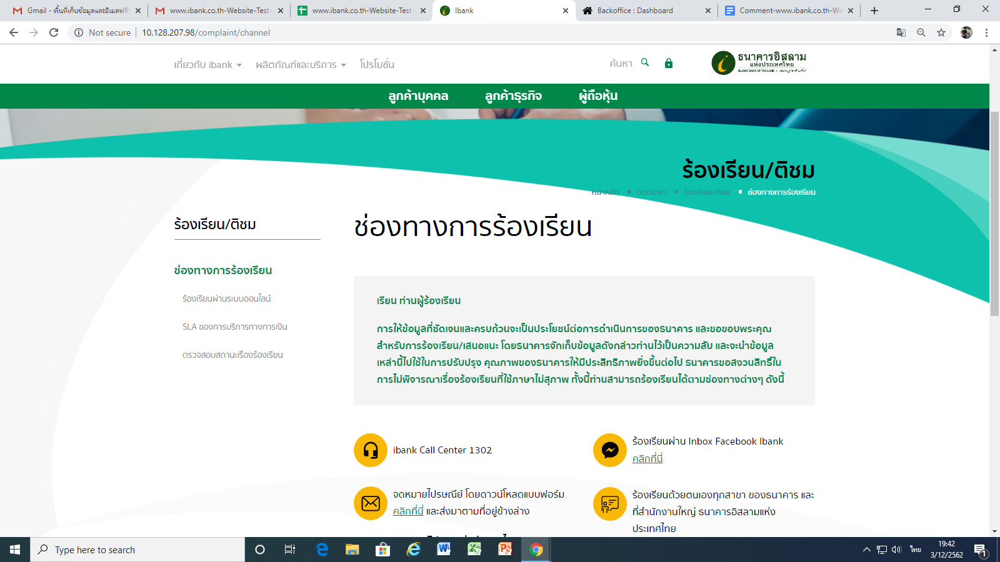 Gmail - พื้นที่เก็บข้อมูลและอีเมลฟรี
www.ibank.co.th-Website-Test-
www.ibank.co.th-Website-Test-
Ibank
Backoffice : Dashboard
Comment-www.ibank.co.th-We
Not secure
10.128.207.98/complaint/channel
เกี่ยวกับ ibank
ผลิตภัณฑ์และบริการ
โปรโมชั่น
ค้นหา
ธนาคารอิสลาม
แห่งประเทศไทย
ISLAMIC BANK OF THAILAND
ลูกค้าบุคคล
ลูกค้าธุรกิจ
ผู้ถือหุ้น
ร้องเรียน/ติชม
หน้าหลัก • ติดต่อเรา • ร้องเรียน/ติชม • ช่องทางการร้องเรียน
ร้องเรียน/ติชม
ช่องทางการร้องเรียน
ร้องเรียนผ่านระบบออนไลน์
SLA ของการบริการทางการเงิน
ตรวจสอบสถานะเรื่องร้องเรียน
ช่องทางการร้องเรียน
เรียน ท่านผู้ร้องเรียน
การให้ข้อมูลที่ชัดเจนและครบถ้วนจะเป็นประโยชน์ต่อการดำเนินการของธนาคาร และขอขอบพระคุณ
สำหรับการร้องเรียน/เสนอแนะ โดยธนาคารจักเก็บข้อมูลดังกล่าวท่านไว้เป็นความลับ และจะนำข้อมูล
เหล่านี้ไปใช้ในการปรับปรุง คุณภาพของธนาคารให้มีประสิทธิภาพยิ่งขึ้นต่อไป ธนาคารขอสงวนสิทธิ์ใน
การไม่พิจารณาเรื่องร้องเรียนที่ใช้ภาษาไม่สุภาพ ทั้งนี้ท่านสามารถร้องเรียนได้ตามช่องทางต่างๆ ดังนี้
ibank Call Center 1302
ร้องเรียนผ่าน Inbox Facebook Ibank
คลิกที่นี่
จดหมายไปรษณีย์ โดยดาวน์โหลดแบบฟอร์ม
คลิกที่นี่ และส่งมาตามที่อยู่ข้างล่าง
ร้องเรียนด้วยตนเองทุกสาขา ของธนาคาร และ
ที่สำนักงานใหญ่ ธนาคารอิสลามแห่ง
ประเทศไทย
Type here to search
ไทย
19:42
3/12/2562
1